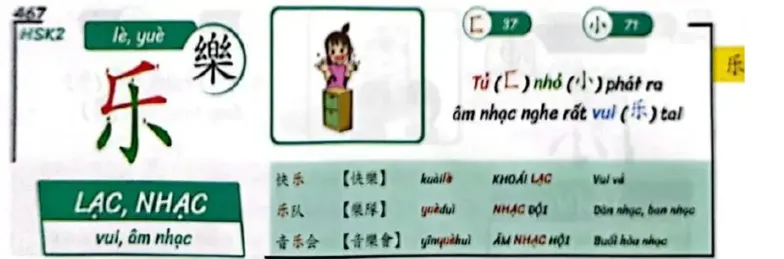 467
HSK2
lè, yuè
樂
乐
LẠC, NHẠC
vui, âm nhạc
匚 37
小 71
Tủ (匚) nhỏ (小) phát ra
âm nhạc nghe rất vui (乐) tai
乐
快乐 【快樂】 kuàilè KHOÁI LẠC Vui vẻ
乐队 【樂隊】 yuèduì NHẠC ĐỘI Dàn nhạc, ban nhạc
音乐会 【音樂會】 yīnyuèhuì ÂM NHẠC HỘI Buổi hòa nhạc